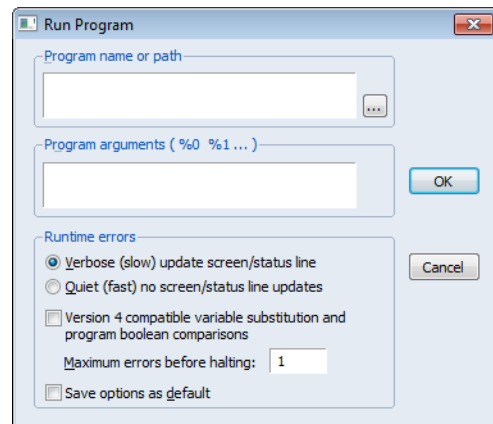 Run Program
Program name or path
...
Program arguments ( %0 %1 ... )
OK
Runtime errors
Verbose (slow) update screen/status line
Cancel
Quiet (fast) no screen/status line updates
Version 4 compatible variable substitution and
program boolean comparisons
Maximum errors before halting: 1
Save options as default